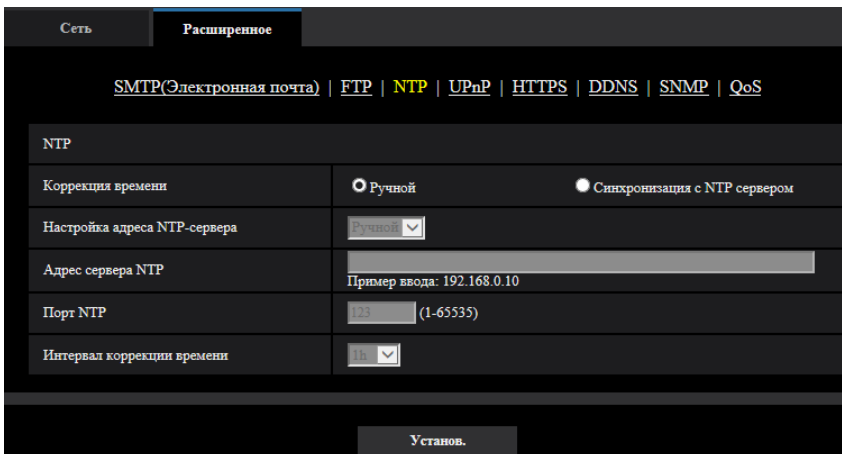 Сеть Расширенное
SMTP(Электронная почта) | FTP | NTP | UPnP | HTTPS | DDNS | SNMP | QoS
NTP
Коррекция времени Ручной Синхронизация с NTP сервером
Настройка адреса NTP-сервера Ручной
Адрес сервера NTP
Пример ввода: 192.168.0.10
Порт NTP 123 (1-65535)
Интервал коррекции времени 1h
Установ.